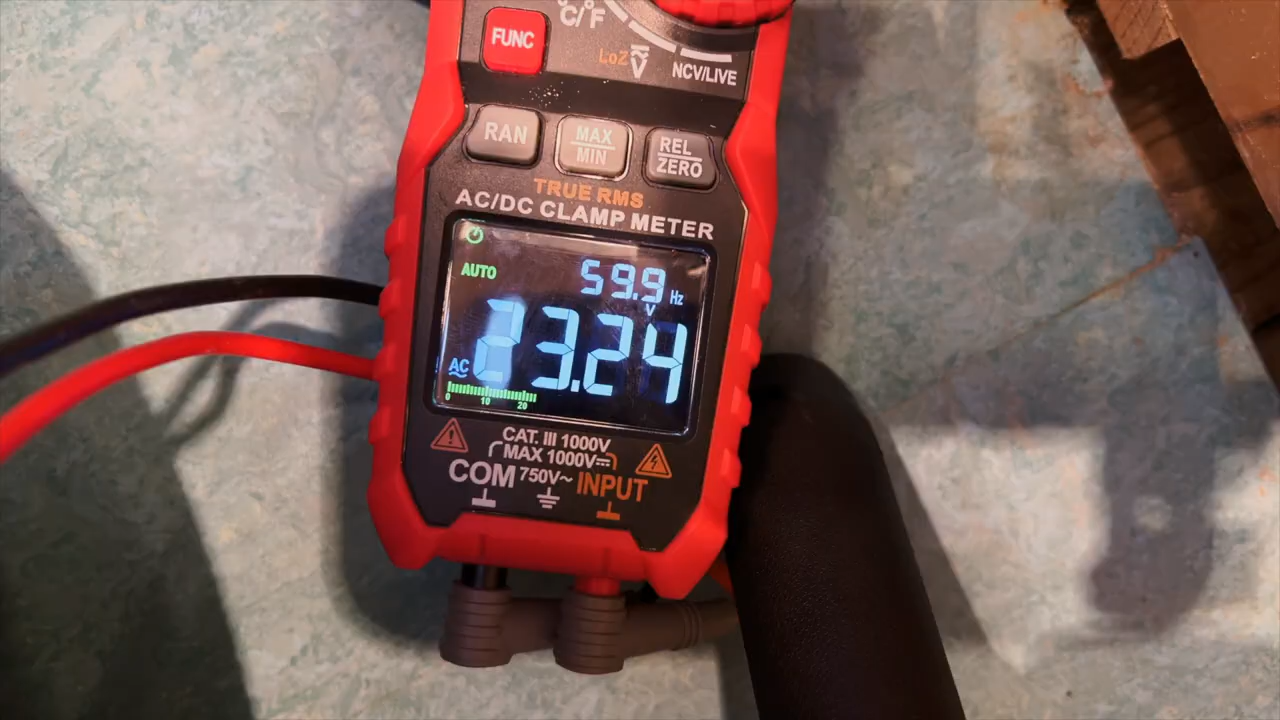 °C/°F
FUNC
LoZ V
NCV/LIVE
RAN
MAX
MIN
REL
ZERO
TRUE RMS
AC/DC CLAMP METER
AUTO
59.9 Hz
V
AC 23.24
0 10 20
CAT. III 1000V
MAX 1000V
COM 750V~ INPUT